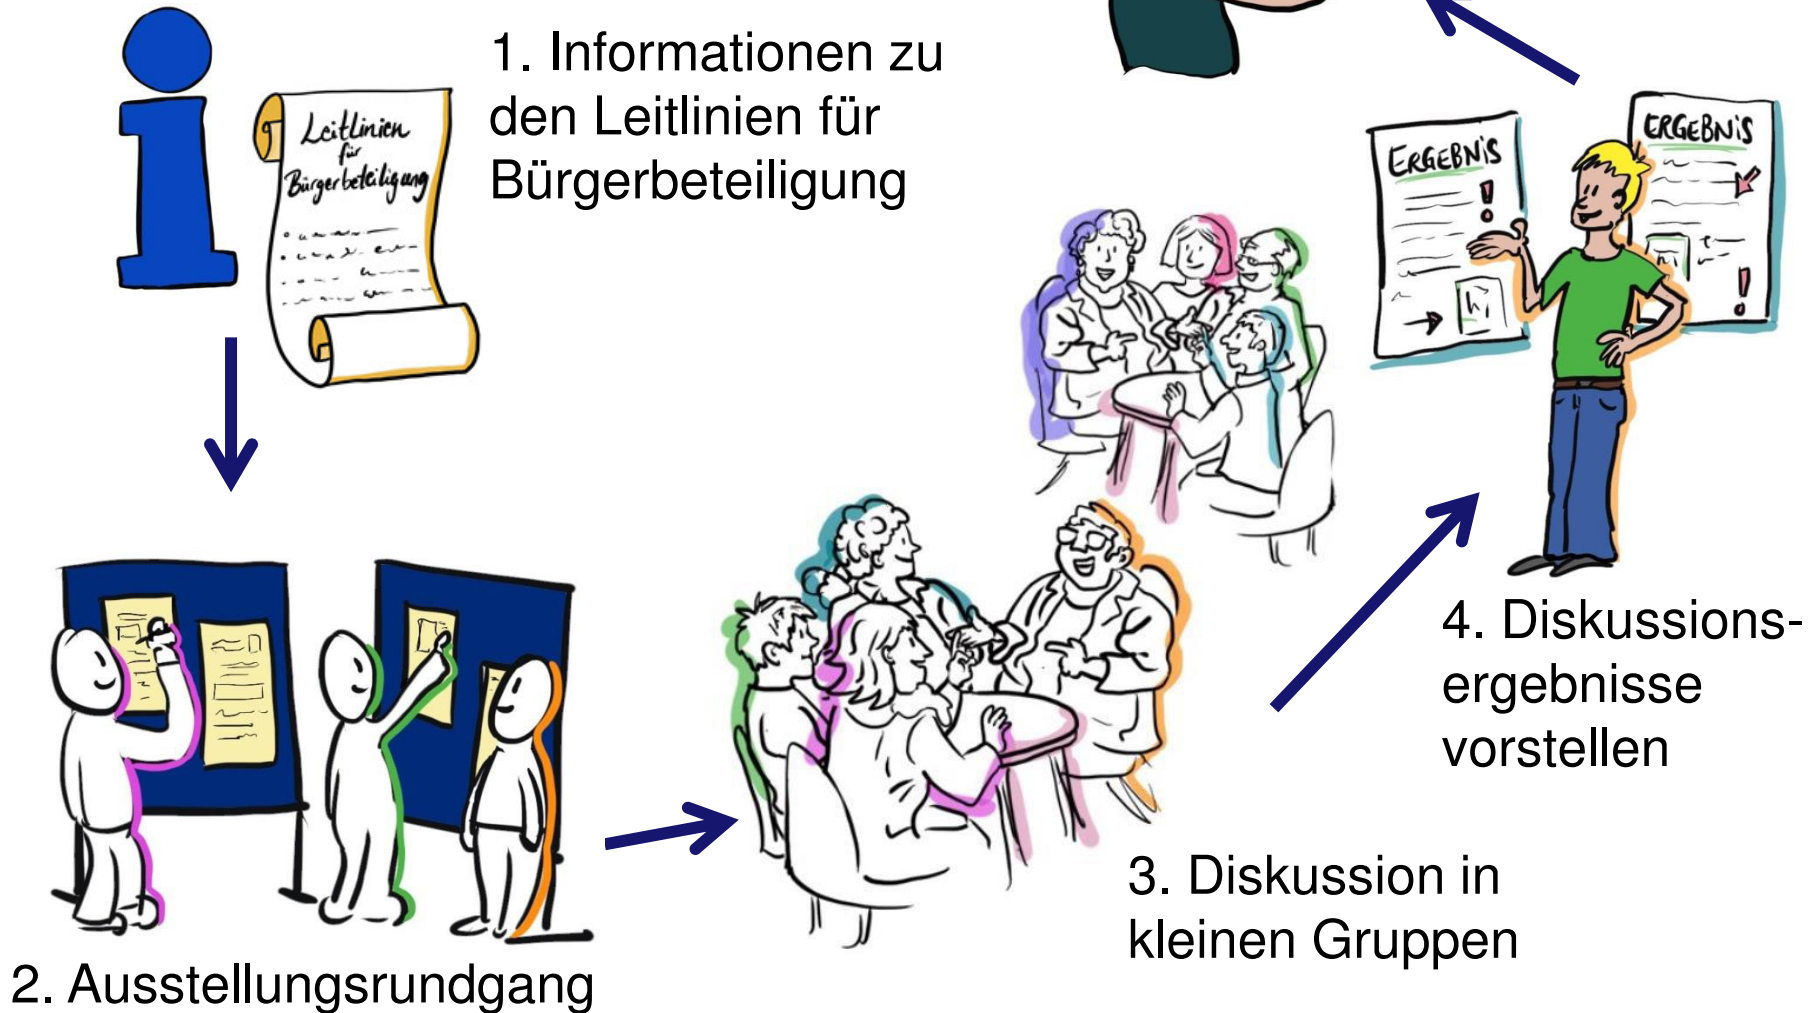 1. Informationen zu
den Leitlinien für
Bürgerbeteiligung
Leitlinien
für
Bürgerbeteiligung
2. Ausstellungsrundgang
3. Diskussion in
kleinen Gruppen
ERGEBNIS
!
ERGEBNIS
!
4. Diskussions-
ergebnisse
vorstellen